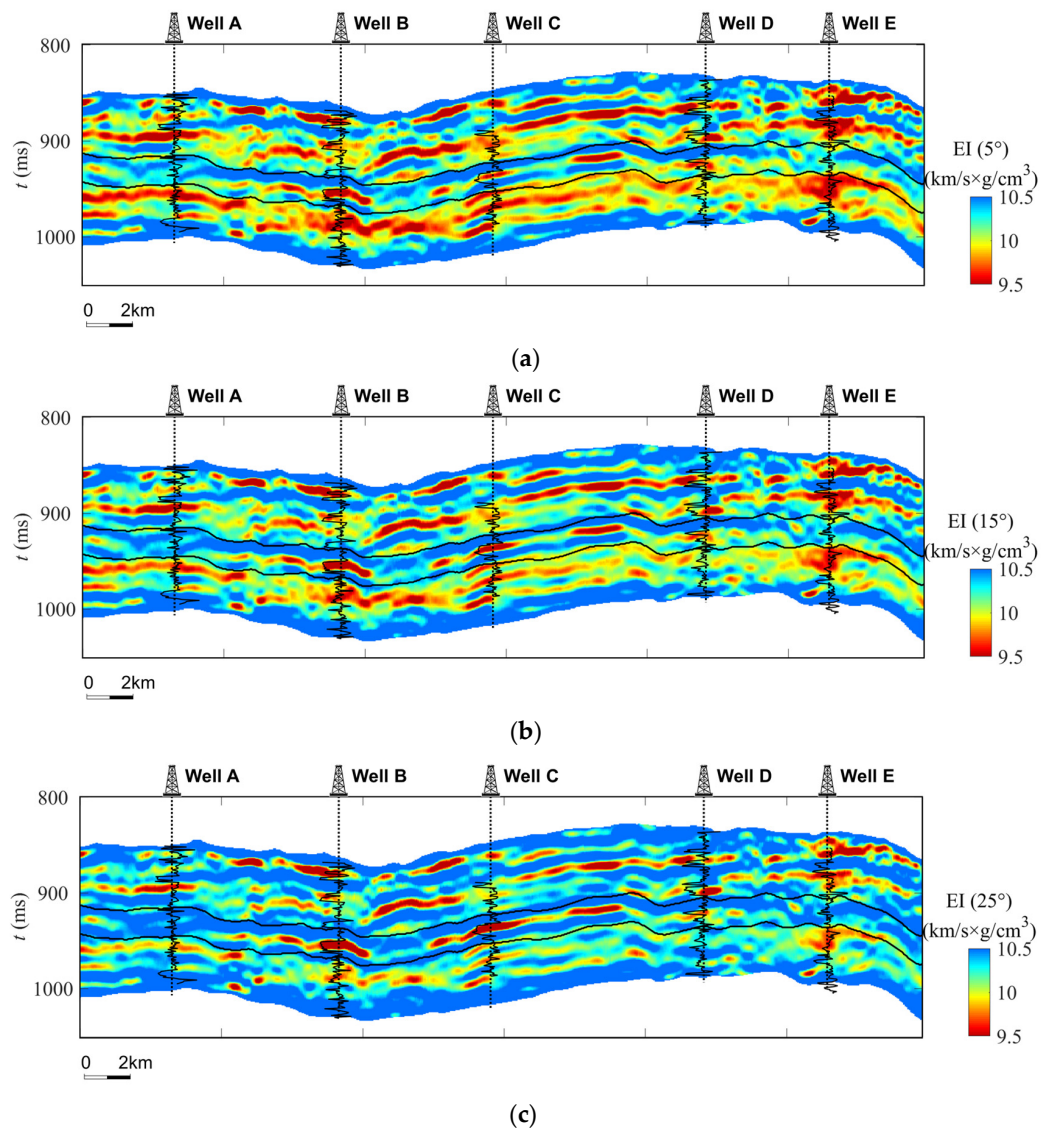 Well A Well B Well C Well D Well E
800
900
1000
t (ms)
EI (5°)
(km/s×g/cm³)
10.5
10
9.5
0 2km
(a)
Well A Well B Well C Well D Well E
800
900
1000
t (ms)
EI (15°)
(km/s×g/cm³)
10.5
10
9.5
0 2km
(b)
Well A Well B Well C Well D Well E
800
900
1000
t (ms)
EI (25°)
(km/s×g/cm³)
10.5
10
9.5
0 2km
(c)